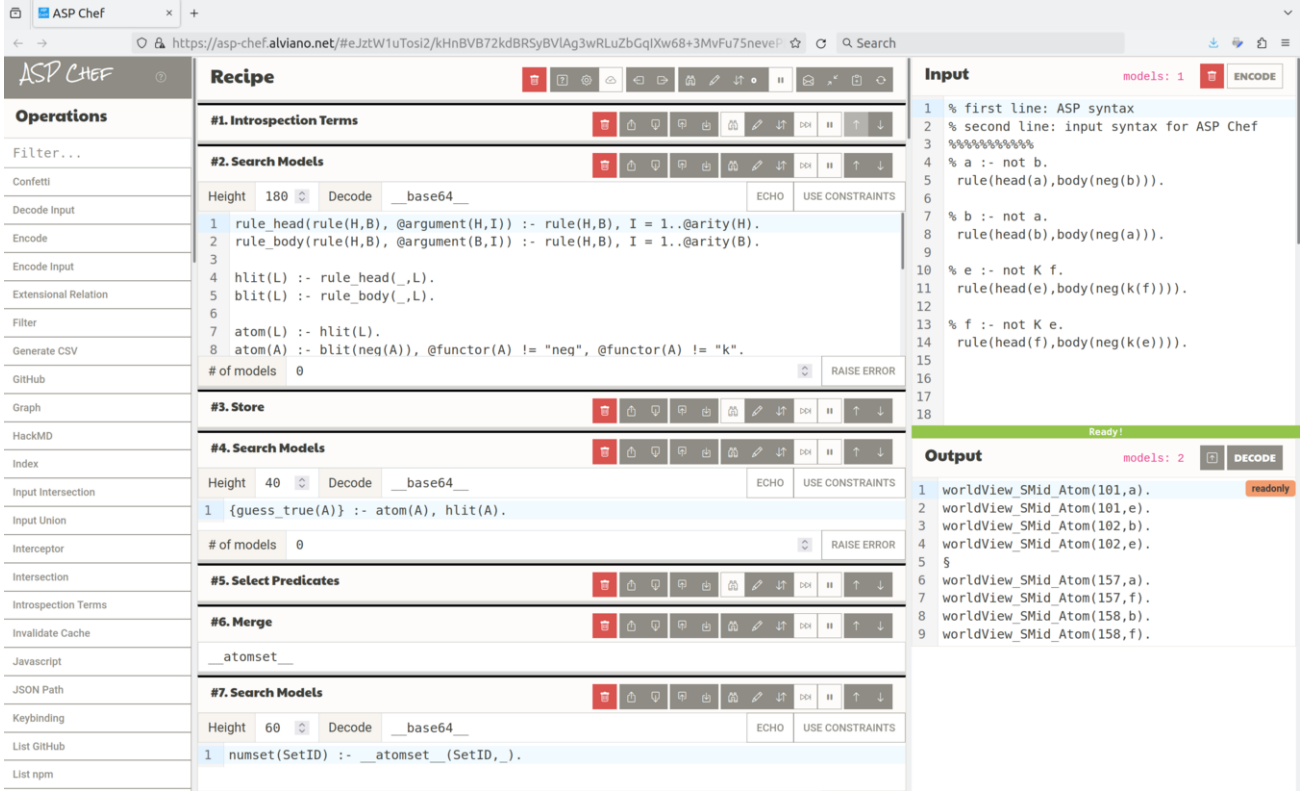 ASP Chef
https://asp-chef.alviano.net/#eJztW1uTosi2/kHnBVB72kdBRSyBVlAg3wRLuZbGqIXw68+3MvFu75neveP
Search
ASP CHEF
Operations
Filter...
Confetti
Decode Input
Encode
Encode Input
Extensional Relation
Filter
Generate CSV
GitHub
Graph
HackMD
Index
Input Intersection
Input Union
Interceptor
Intersection
Introspection Terms
Invalidate Cache
Javascript
JSON Path
Keybinding
List GitHub
List npm
Recipe
#1. Introspection Terms
#2. Search Models
Height 180 Decode __base64__ ECHO USE CONSTRAINTS
1 rule_head(rule(H,B), @argument(H,I)) :- rule(H,B), I = 1..@arity(H).
2 rule_body(rule(H,B), @argument(B,I)) :- rule(H,B), I = 1..@arity(B).
3
4 hlit(L) :- rule_head(_,L).
5 blit(L) :- rule_body(_,L).
6
7 atom(L) :- hlit(L).
8 atom(A) :- blit(neg(A)), @functor(A) != "neg", @functor(A) != "k".
# of models 0 RAISE ERROR
#3. Store
#4. Search Models
Height 40 Decode __base64__ ECHO USE CONSTRAINTS
1 {guess_true(A)} :- atom(A), hlit(A).
# of models 0 RAISE ERROR
#5. Select Predicates
#6. Merge
__atomset__
#7. Search Models
Height 60 Decode __base64__ ECHO USE CONSTRAINTS
1 numset(SetID) :- __atomset__(SetID,_).
Input models: 1 ENCODE
1 % first line: ASP syntax
2 % second line: input syntax for ASP Chef
3 %%%%%%%%%%%
4 % a :- not b.
5 rule(head(a),body(neg(b))).
6
7 % b :- not a.
8 rule(head(b),body(neg(a))).
9
10 % e :- not K f.
11 rule(head(e),body(neg(k(f)))).
12
13 % f :- not K e.
14 rule(head(f),body(neg(k(e)))).
15
16
17
18
Ready!
Output models: 2 DECODE
readonly
1 worldView_SMid_Atom(101,a).
2 worldView_SMid_Atom(101,e).
3 worldView_SMid_Atom(102,b).
4 worldView_SMid_Atom(102,e).
5 §
6 worldView_SMid_Atom(157,a).
7 worldView_SMid_Atom(157,f).
8 worldView_SMid_Atom(158,b).
9 worldView_SMid_Atom(158,f).